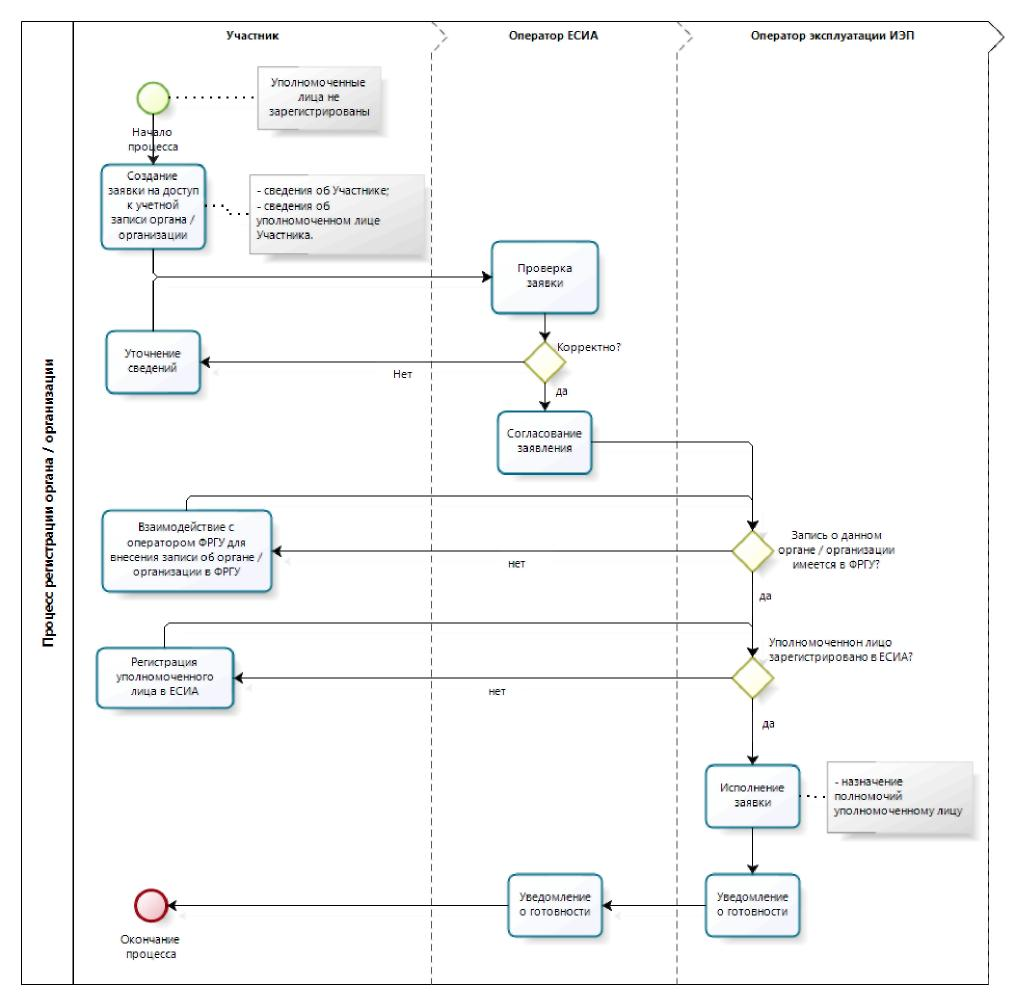 Процесс регистрации органа / организации
Участник
Оператор ЕСИА
Оператор эксплуатации ИЭП
Уполномоченные
лица не
зарегистрированы
Начало
процесса
Создание
заявки на доступ
к учетной
записи органа /
организации
- сведения об Участнике;
- сведения об
уполномоченном лице
Участника.
Проверка
заявки
Корректно?
Уточнение
сведений
Нет
да
Согласование
заявления
Взаимодействие с
оператором ФРГУ для
внесения записи об органе /
организации в ФРГУ
Запись о данном
органе / организации
имеется в ФРГУ?
нет
да
Уполномоченнон лицо
зарегистрировано в ЕСИА?
Регистрация
уполномоченного
лица в ЕСИА
нет
да
Исполнение
заявки
- назначение
полномочий
уполномоченному лицу
Уведомление
о готовности
Уведомление
о готовности
Окончание
процесса